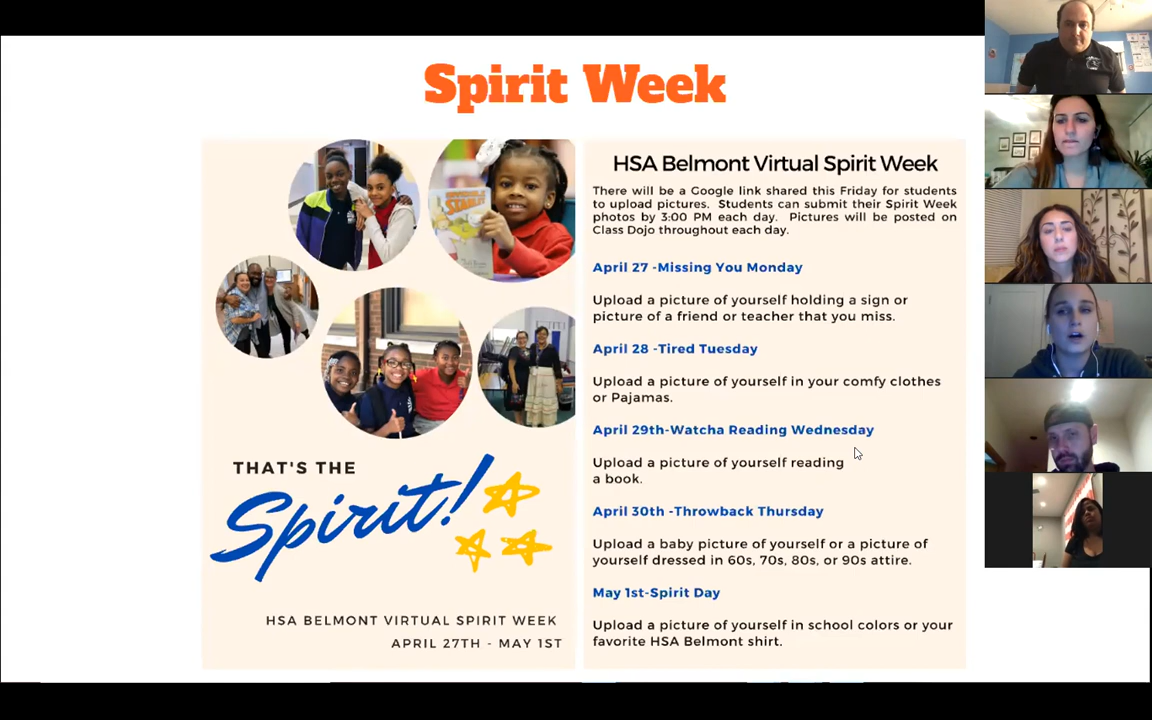 Spirit Week
THAT'S THE
Spirit!
HSA BELMONT VIRTUAL SPIRIT WEEK
APRIL 27TH - MAY 1ST
HSA Belmont Virtual Spirit Week
There will be a Google link shared this Friday for students
to upload pictures. Students can submit their Spirit Week
photos by 3:00 PM each day. Pictures will be posted on
Class Dojo throughout each day.
April 27 -Missing You Monday
Upload a picture of yourself holding a sign or
picture of a friend or teacher that you miss.
April 28 -Tired Tuesday
Upload a picture of yourself in your comfy clothes
or Pajamas.
April 29th-Watcha Reading Wednesday
Upload a picture of yourself reading
a book.
April 30th -Throwback Thursday
Upload a baby picture of yourself or a picture of
yourself dressed in 60s, 70s, 80s, or 90s attire.
May 1st-Spirit Day
Upload a picture of yourself in school colors or your
favorite HSA Belmont shirt.